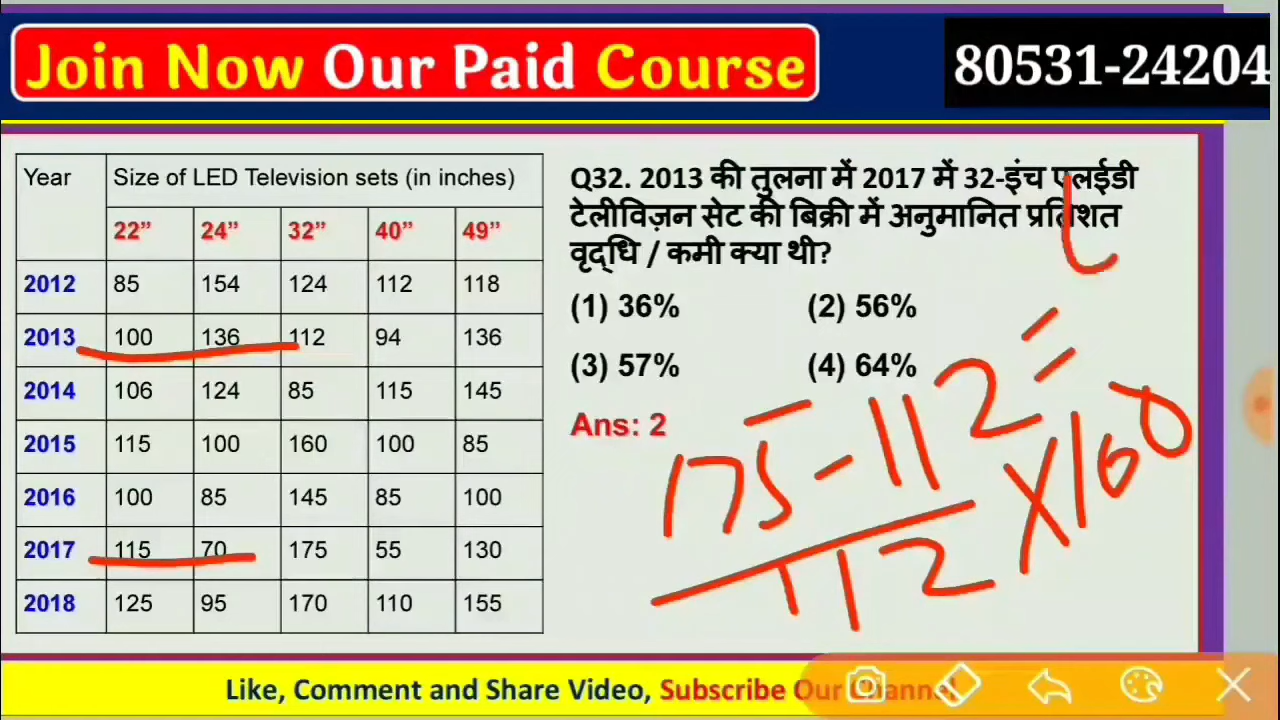 Join Now Our Paid Course
80531-24204
Year Size of LED Television sets (in inches)
22” 24" 32” 40” 49”
2012 85 154 124 112 118
2013 100 136 112 94 136
2014 106 124 85 115 145
2015 115 100 160 100 85
2016 100 85 145 85 100
2017 115 70 175 55 130
2018 125 95 170 110 155
Q32. 2013 की तुलना में 2017 में 32-इंच एलईडी
टेलीविज़न सेट की बिक्री में अनुमानित प्रतिशत
वृद्धि / कमी क्या थी?
(1) 36% (2) 56%
(3) 57% (4) 64%
Ans: 2
175 - 112 =
112 × 100
Like, Comment and Share Video, Subscribe Our Channel